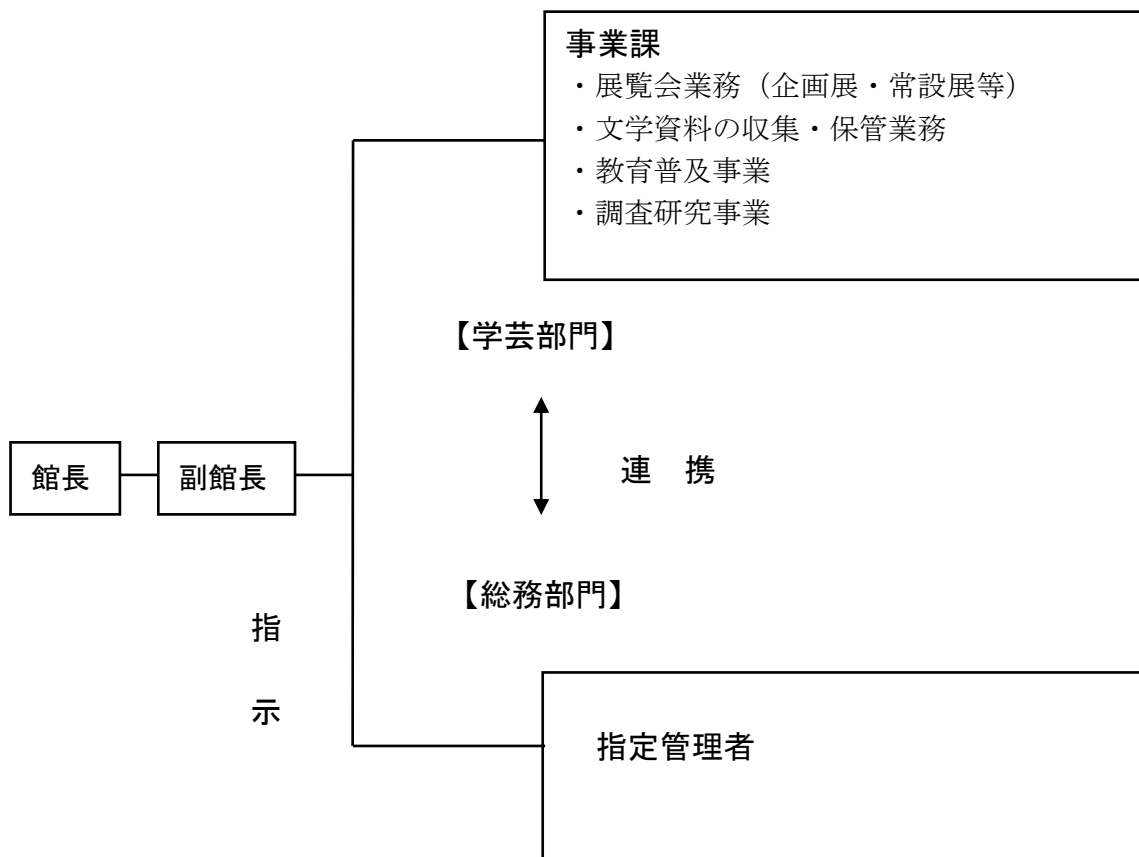 事業課
・展覧会業務（企画展・常設展等）
・文学資料の収集・保管業務
・教育普及事業
・調査研究事業
【学芸部門】
館長
副館長
連　携
【総務部門】
指
示
指定管理者